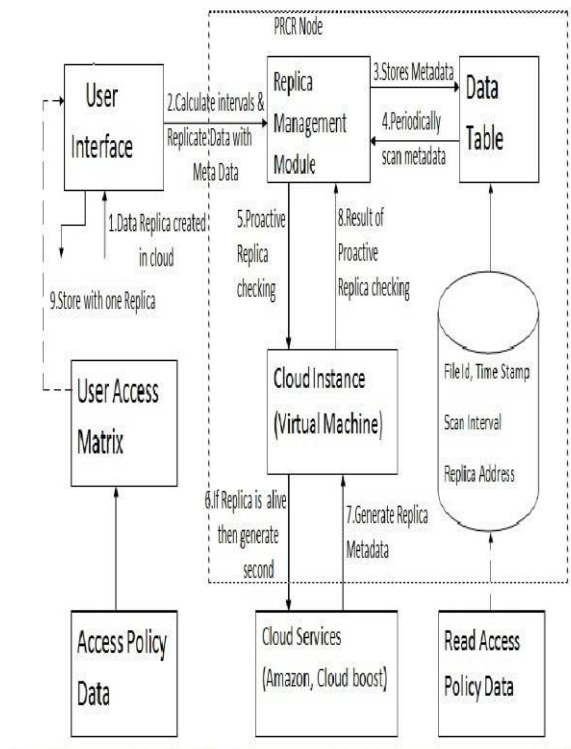 PRCR Node
User
Interface
2.Calculate intervals &
Replicate Data with
Meta Data
Replica
Management
Module
3.Stores Metadata
4.Periodically
scan metadata
Data
Table
1.Data Replica created
in cloud
9.Store with one Replica
5.Proactive
Replica
checking
8.Result of
Proactive
Replica checking
User Access
Matrix
Cloud Instance
(Virtual Machine)
File Id, Time Stamp
Scan Interval
Replica Address
6.If Replica is alive
then generate
second
7.Generate Replica
Metadata
Access Policy
Data
Cloud Services
(Amazon, Cloud boost)
Read Access
Policy Data